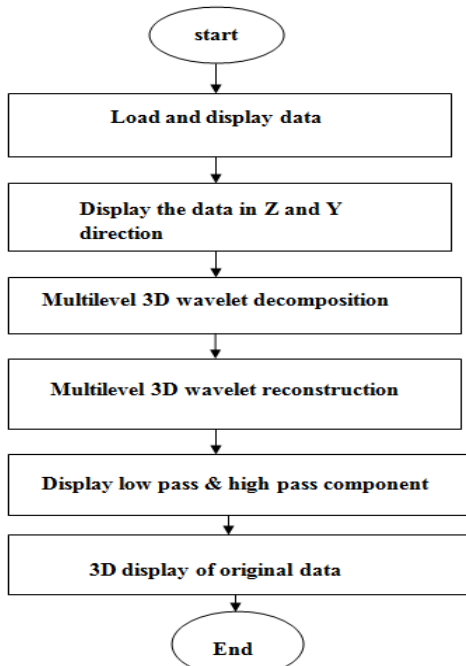 start
Load and display data
Display the data in Z and Y
direction
Multilevel 3D wavelet decomposition
Multilevel 3D wavelet reconstruction
Display low pass & high pass component
3D display of original data
End